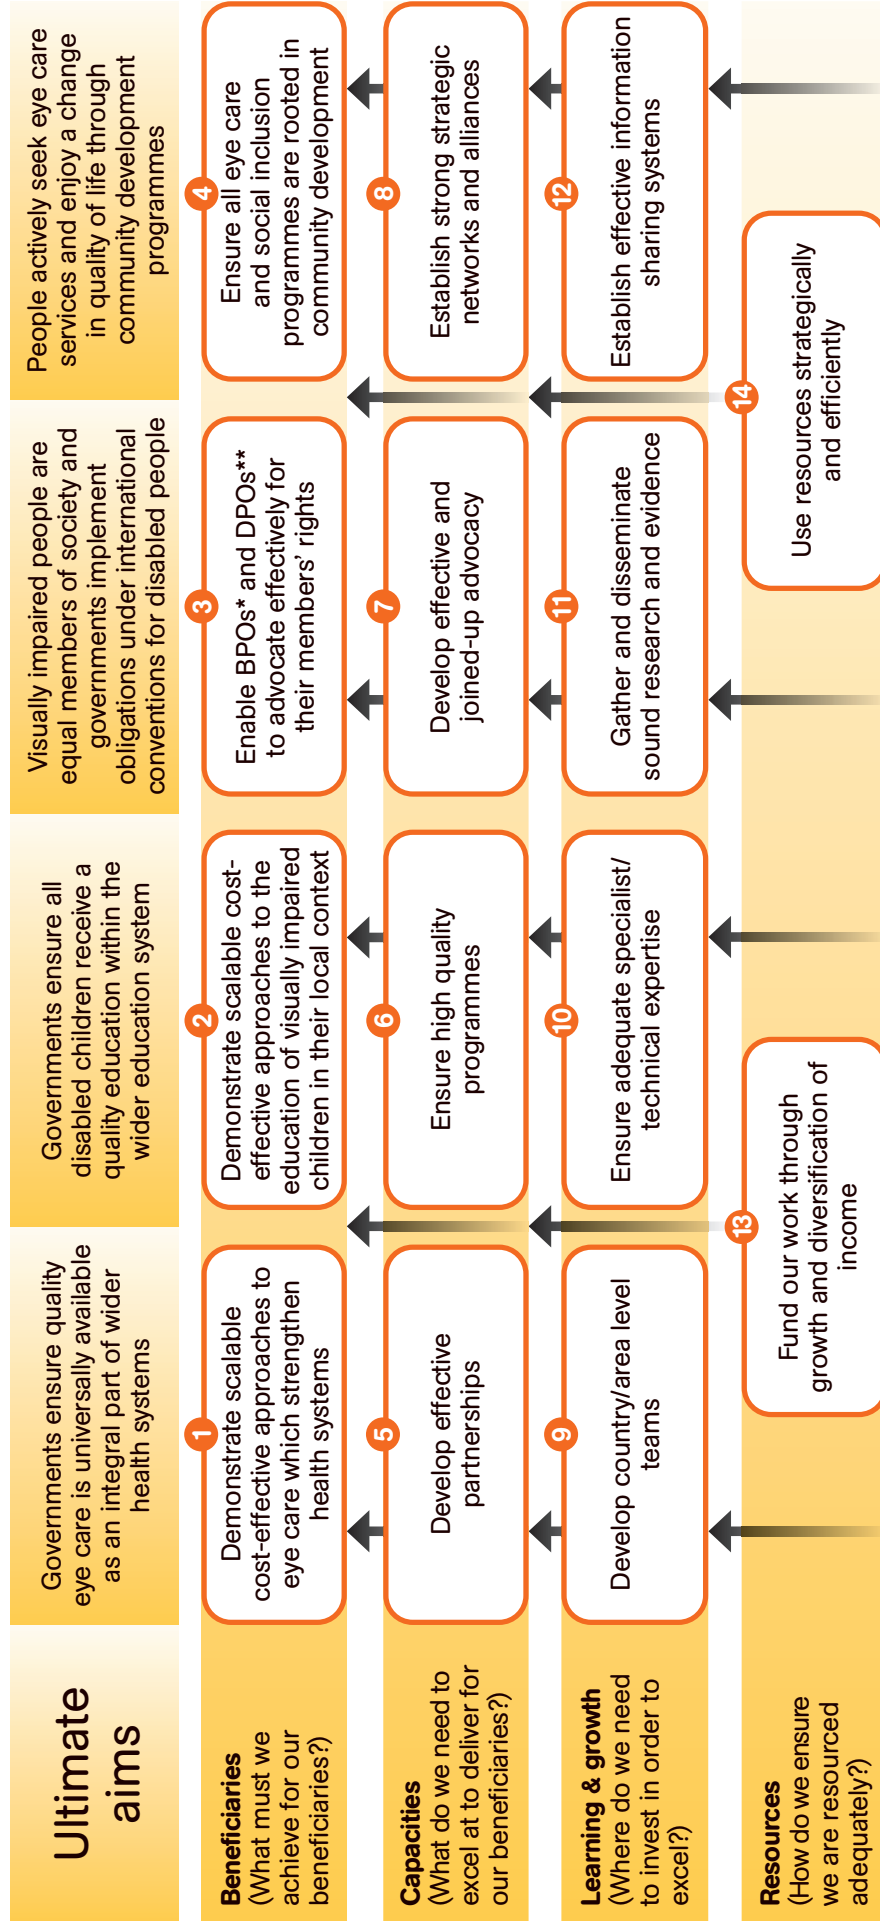 Ultimate
aims
Governments ensure quality
eye care is universally available
as an integral part of wider
health systems
Governments ensure all
disabled children receive a
quality education within the
wider education system
Visually impaired people are
equal members of society and
governments implement
obligations under international
conventions for disabled people
People actively seek eye care
services and enjoy a change
in quality of life through
community development
programmes
Beneficiaries
(What must we
achieve for our
beneficiaries?)
1
Demonstrate scalable
cost-effective approaches to
eye care which strengthen
health systems
2
Demonstrate scalable cost-
effective approaches to the
education of visually impaired
children in their local context
3
Enable BPOs* and DPOs**
to advocate effectively for
their members’ rights
4
Ensure all eye care
and social inclusion
programmes are rooted in
community development
Capacities
(What do we need to
excel at to deliver for
our beneficiaries?)
5
Develop effective
partnerships
6
Ensure high quality
programmes
7
Develop effective and
joined-up advocacy
8
Establish strong strategic
networks and alliances
Learning & growth
(Where do we need
to invest in order to
excel?)
9
Develop country/area level
teams
10
Ensure adequate specialist/
technical expertise
11
Gather and disseminate
sound research and evidence
12
Establish effective information
sharing systems
Resources
(How do we ensure
we are resourced
adequately?)
13
Fund our work through
growth and diversification of
income
14
Use resources strategically
and efficiently